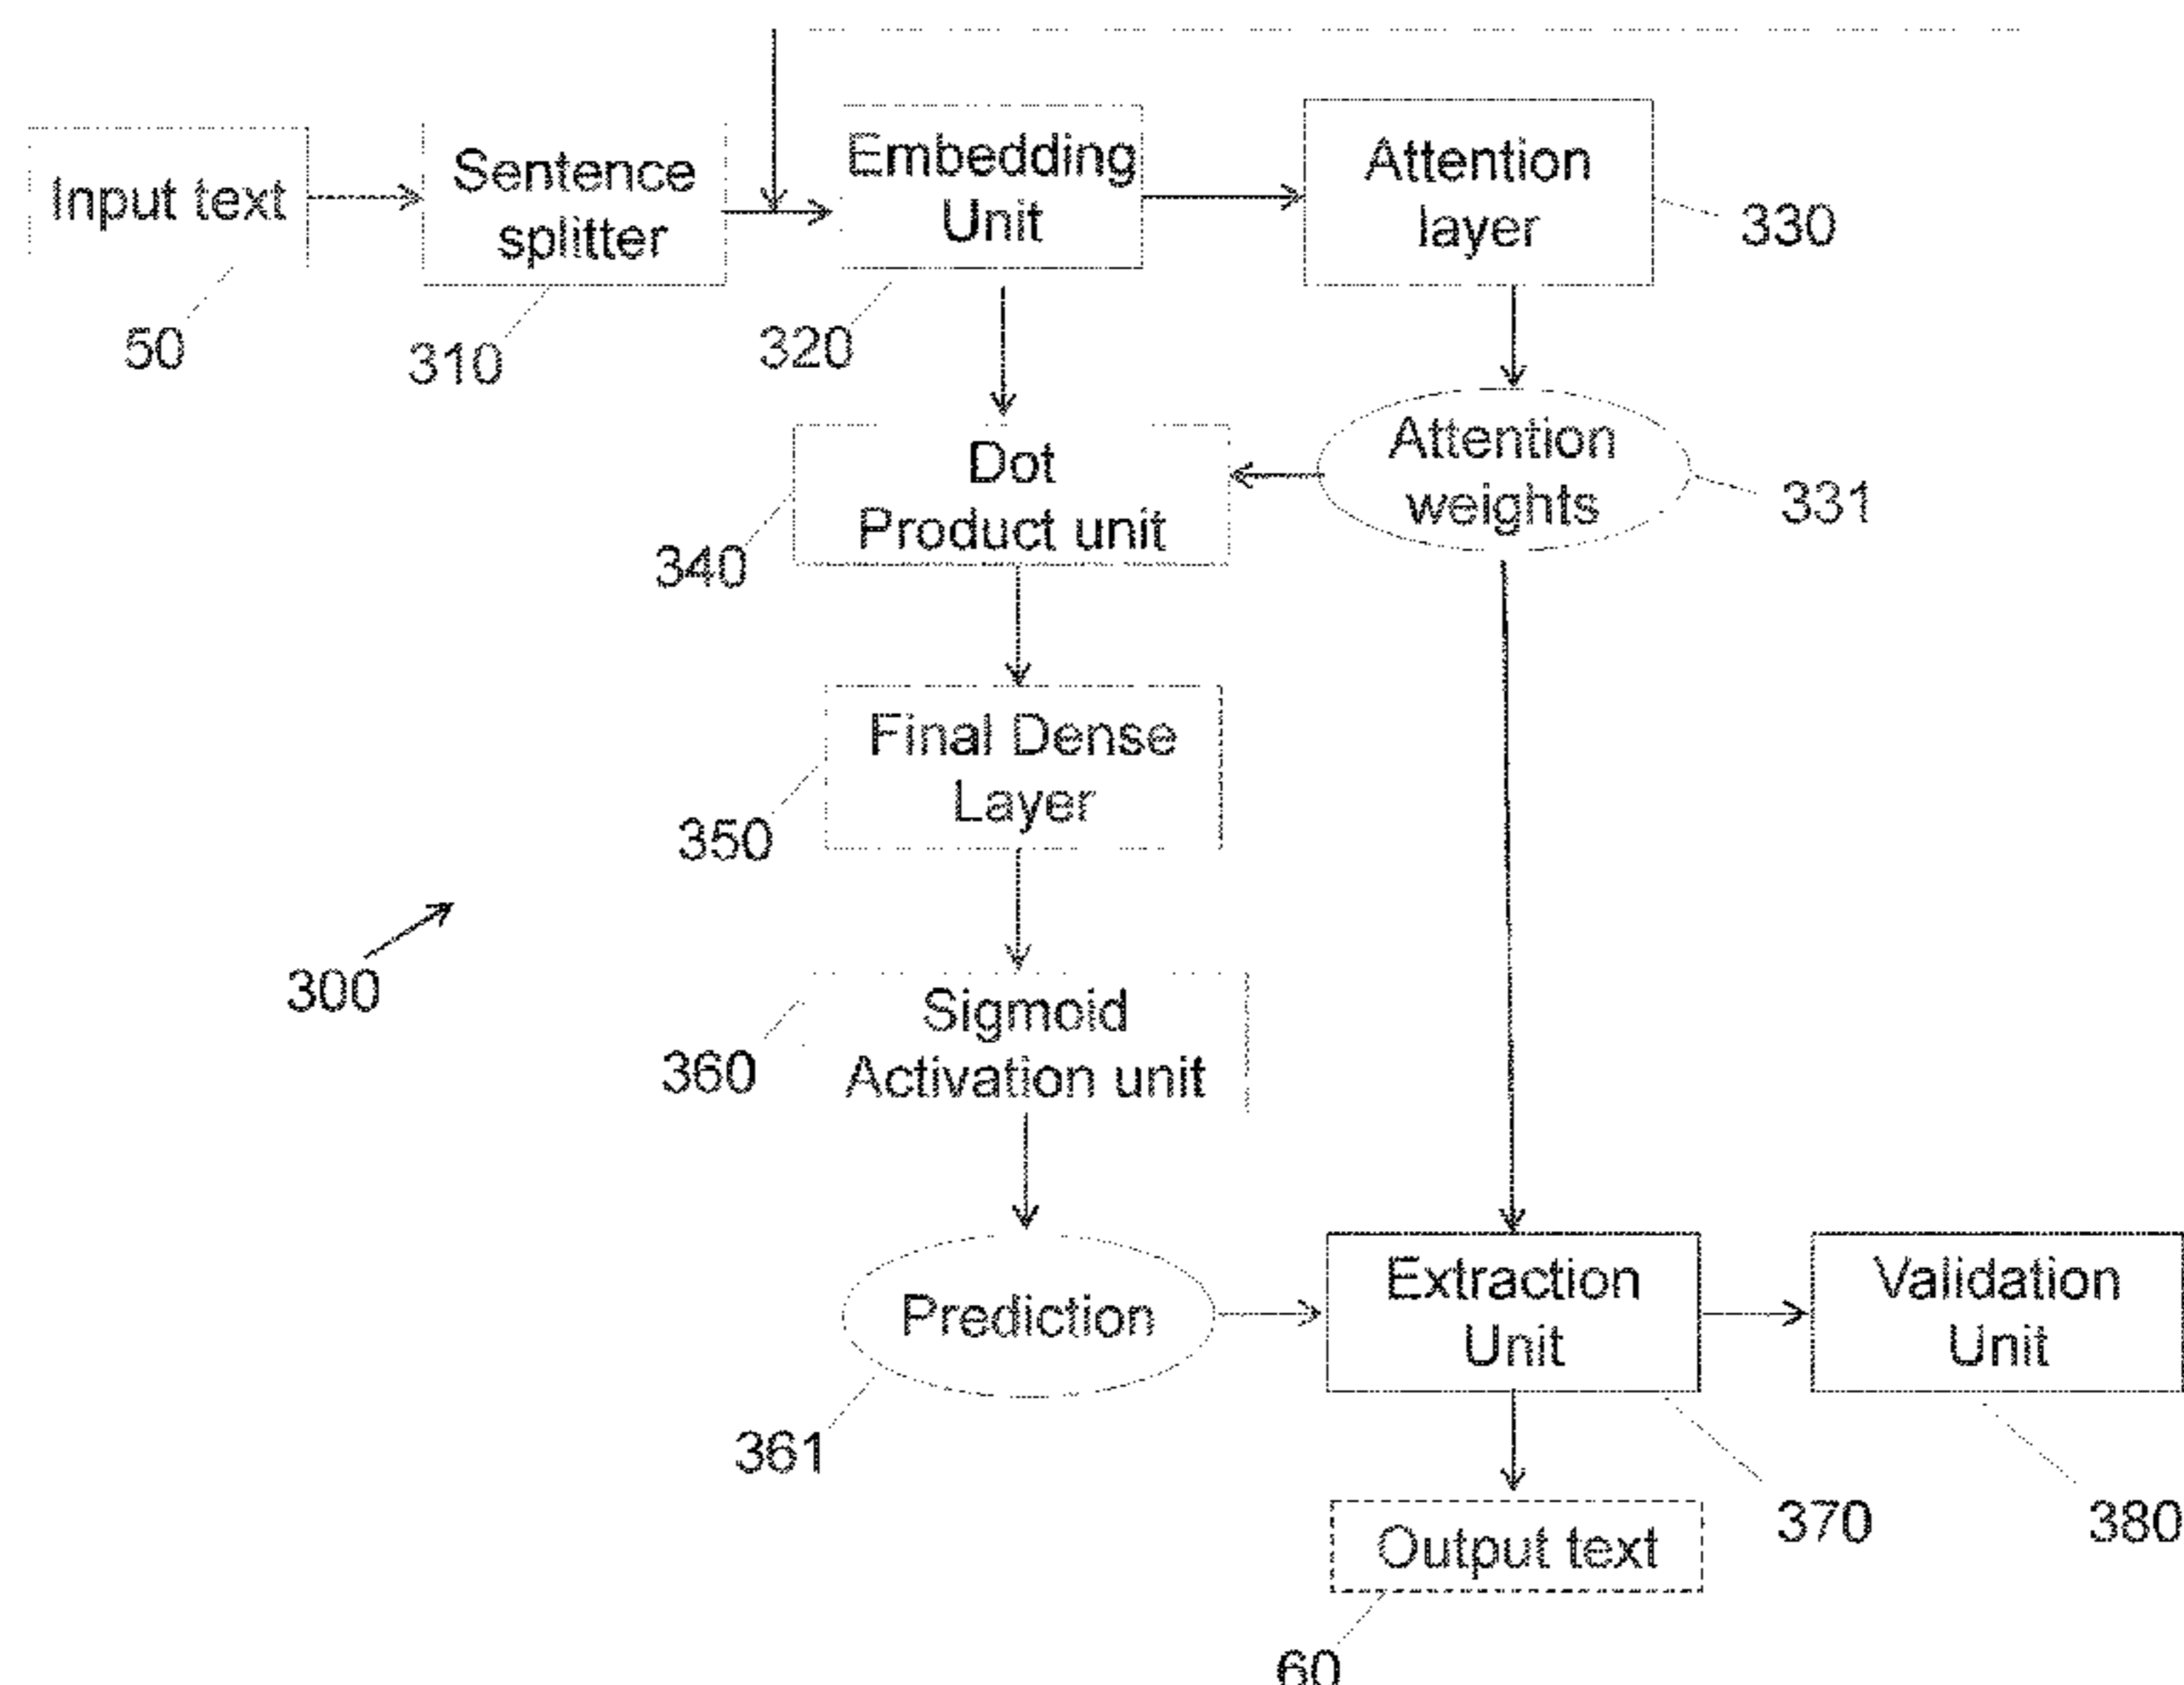 Input text
50
Sentence
splitter
310
Embedding
Unit
320
Attention
layer
330
Attention
weights
331
Dot
Product unit
340
Final Dense
Layer
350
300
Sigmoid
Activation unit
360
Prediction
361
Extraction
Unit
370
Validation
Unit
380
Output text
60